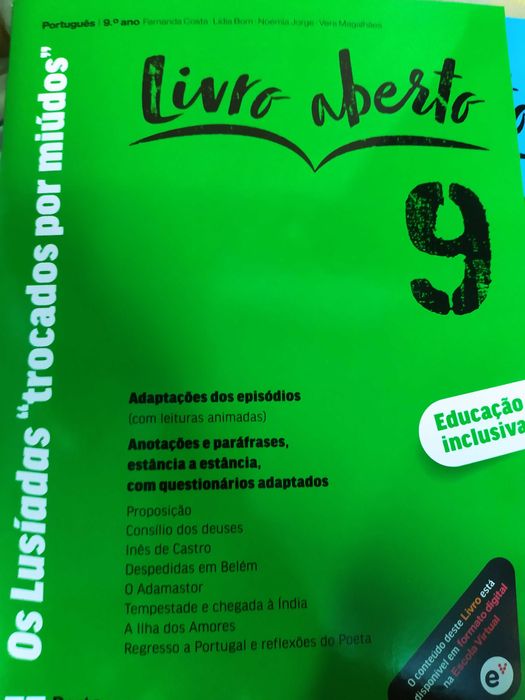 Português | 9.º ano Fernanda Costa · Lídia Bom · Noémia Jorge · Vera Magalhães
Livro aberto
9
Os Lusíadas "trocados por miúdos"
Adaptações dos episódios
(com leituras animadas)
Anotações e paráfrases,
estância a estância,
com questionários adaptados
Educação
inclusiva
Proposição
Consílio dos deuses
Inês de Castro
Despedidas em Belém
O Adamastor
Tempestade e chegada à Índia
A Ilha dos Amores
Regresso a Portugal e reflexões do Poeta
O conteúdo deste Livro está
disponível em formato digital
na Escola Virtual
e